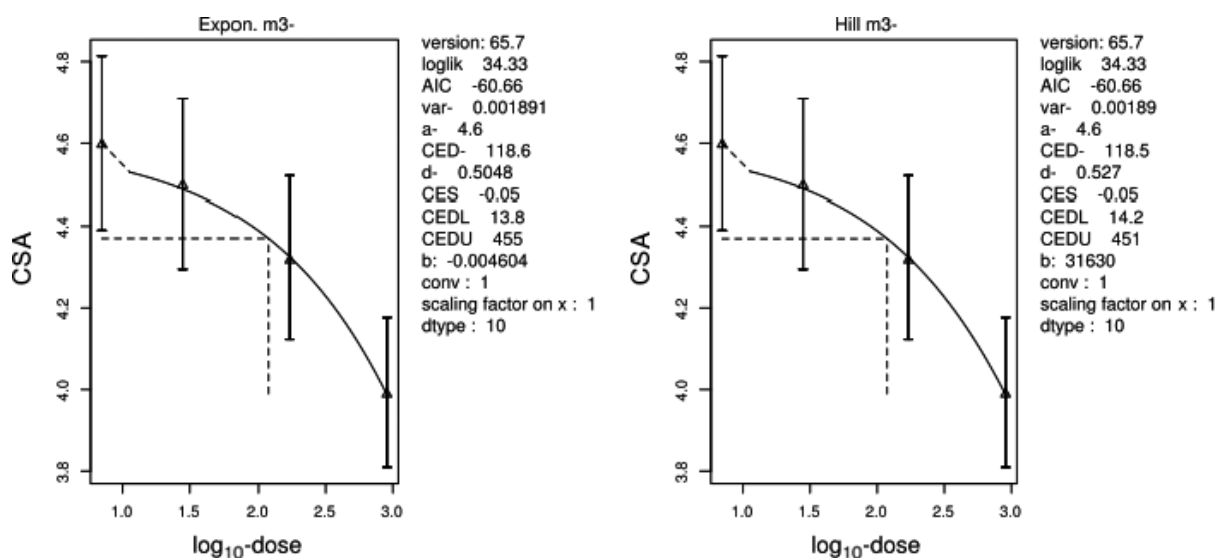 Expon. m3-
4.8
4.6
4.4
4.2
4.0
3.8
CSA
1.0 1.5 2.0 2.5 3.0
log10-dose
version: 65.7
loglik 34.33
AIC -60.66
var- 0.001891
a- 4.6
CED- 118.6
d- 0.5048
CES -0.05
CEDL 13.8
CEDU 455
b: -0.004604
conv : 1
scaling factor on x : 1
dtype : 10
Hill m3-
4.8
4.6
4.4
4.2
4.0
3.8
CSA
1.0 1.5 2.0 2.5 3.0
log10-dose
version: 65.7
loglik 34.33
AIC -60.66
var- 0.00189
a- 4.6
CED- 118.5
d- 0.527
CES -0.05
CEDL 14.2
CEDU 451
b: 31630
conv : 1
scaling factor on x : 1
dtype : 10